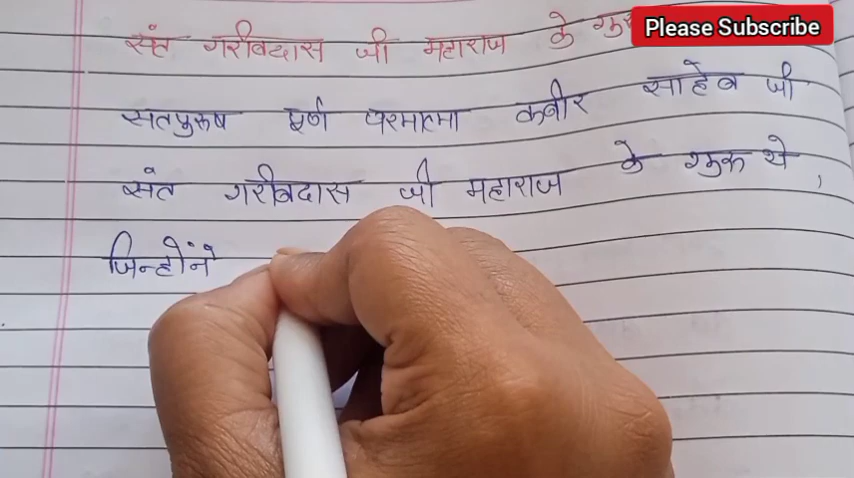 संत गरीबदास जी महाराज के
Please Subscribe
सतपुरुष पूर्ण परमात्मा कबीर साहेब जी
संत गरीबदास जी महाराज के गुरु थे,
जिन्होंने